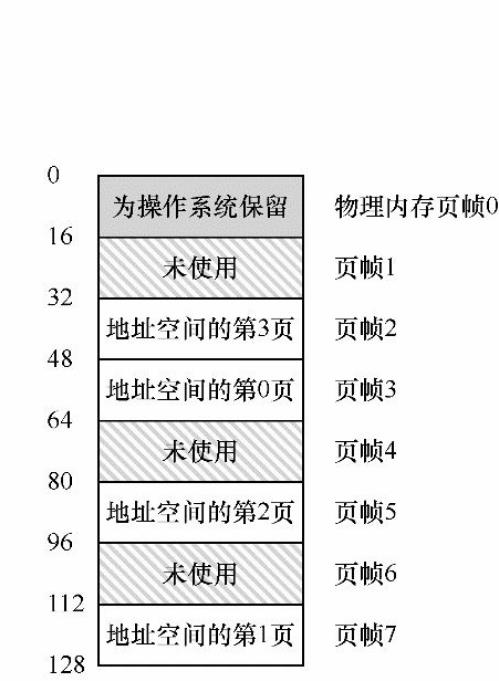 0
为操作系统保留 物理内存页帧0
16
未使用 页帧1
32
地址空间的第3页 页帧2
48
地址空间的第0页 页帧3
64
未使用 页帧4
80
地址空间的第2页 页帧5
96
未使用 页帧6
112
地址空间的第1页 页帧7
128